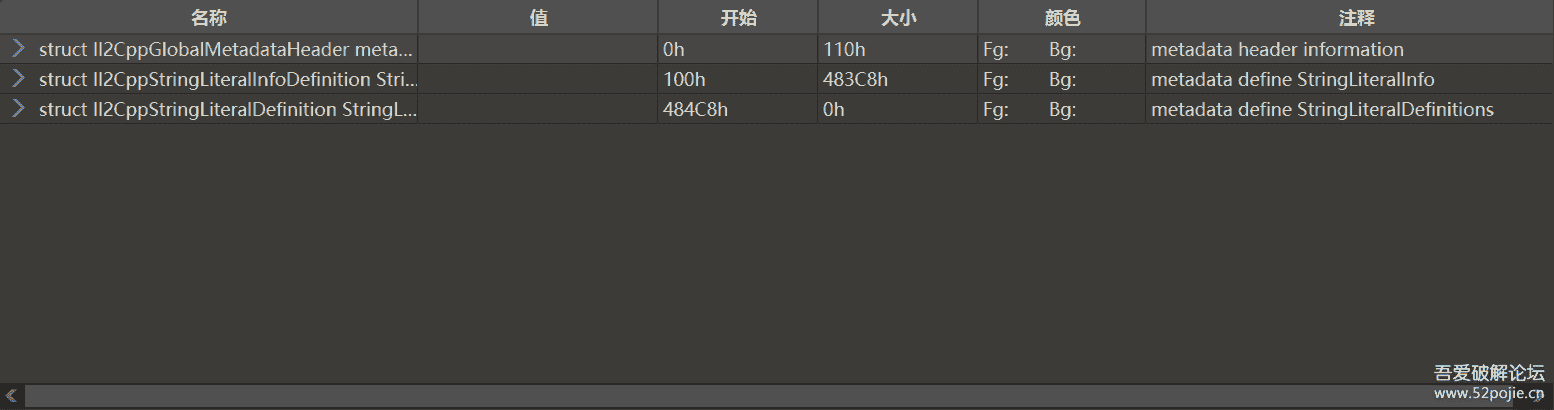 名称 值 开始 大小 颜色 注释
struct Il2CppGlobalMetadataHeader meta... 0h 110h Fg: Bg: metadata header information
struct Il2CppStringLiteralInfoDefinition Stri... 100h 483C8h Fg: Bg: metadata define StringLiteralInfo
struct Il2CppStringLiteralDefinition StringL... 484C8h 0h Fg: Bg: metadata define StringLiteralDefinitions
吾爱破解论坛
www.52pojie.cn